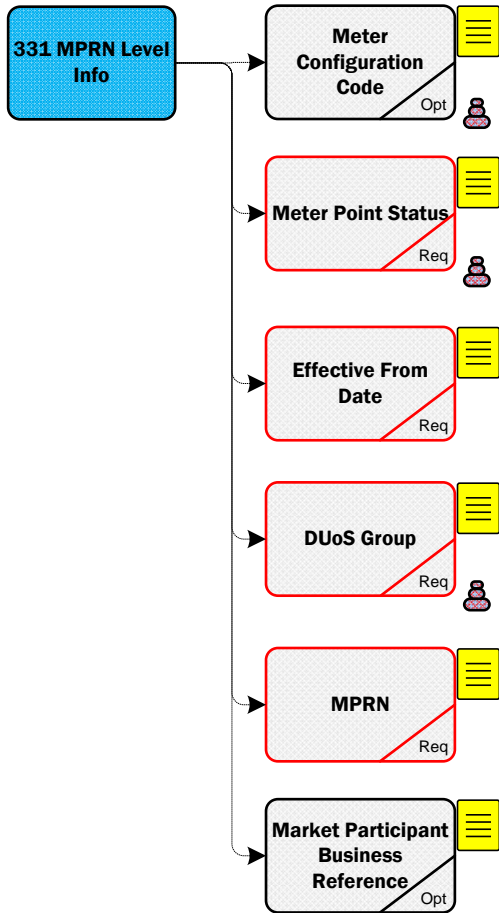 331 MPRN Level
Info
Meter
Configuration
Code
Opt
Meter Point Status
Req
Effective From
Date
Req
DUoS Group
Req
MPRN
Req
Market Participant
Business
Reference
Opt